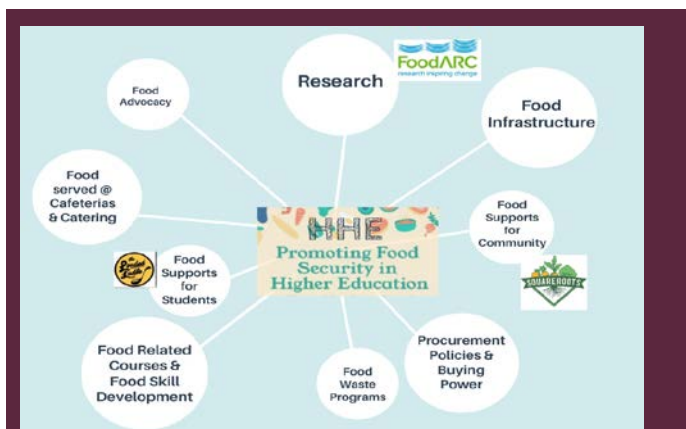 FoodARC
research inspiring change
Research
Food
Advocacy
Food
Infrastructure
Food
served @
Cafeterias
& Catering
Food
Supports
for
Community
HHE
Promoting Food
Security in
Higher Education
Food
Supports
for
Students
SQUAREROOTS
Food Related
Courses &
Food Skill
Development
Food
Waste
Programs
Procurement
Policies &
Buying
Power